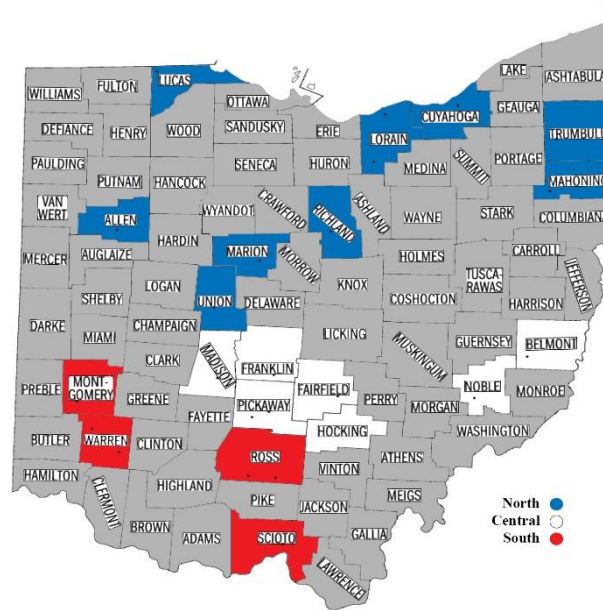 LAKE
ASHTABULA
LUCAS
FULTON
WILLIAMS
OTTAWA
CUYAHOGA
GEAUGA
DEFIANCE
HENRY
WOOD
SANDUSKY
ERIE
LORAIN
TRUMBULL
PAULDING
SENECA
HURON
MEDINA
SUMMIT
PORTAGE
PUTNAM
HANCOCK
MAHONING
VAN
WERT
ALLEN
WYANDOT
CRAWFORD
RICHLAND
ASHLAND
WAYNE
STARK
COLUMBIANA
HARDIN
MERCER
AUGLAIZE
MARION
MORROW
HOLMES
CARROLL
JEFFERSON
LOGAN
UNION
KNOX
TUSCA-
RAWAS
SHELBY
DELAWARE
COSHOCTON
HARRISON
DARKE
CHAMPAIGN
MIAMI
LICKING
MUSKINGUM
GUERNSEY
BELMONT
CLARK
MADISON
FRANKLIN
PREBLE
MONT-
GOMERY
GREENE
FAIRFIELD
PERRY
NOBLE
MONROE
PICKAWAY
MORGAN
FAYETTE
BUTLER
WARREN
CLINTON
HOCKING
WASHINGTON
ROSS
ATHENS
HAMILTON
VINTON
CLERMONT
HIGHLAND
PIKE
MEIGS
JACKSON
North
BROWN
ADAMS
SCIOTO
GALLIA
Central
South
LAWRENCE